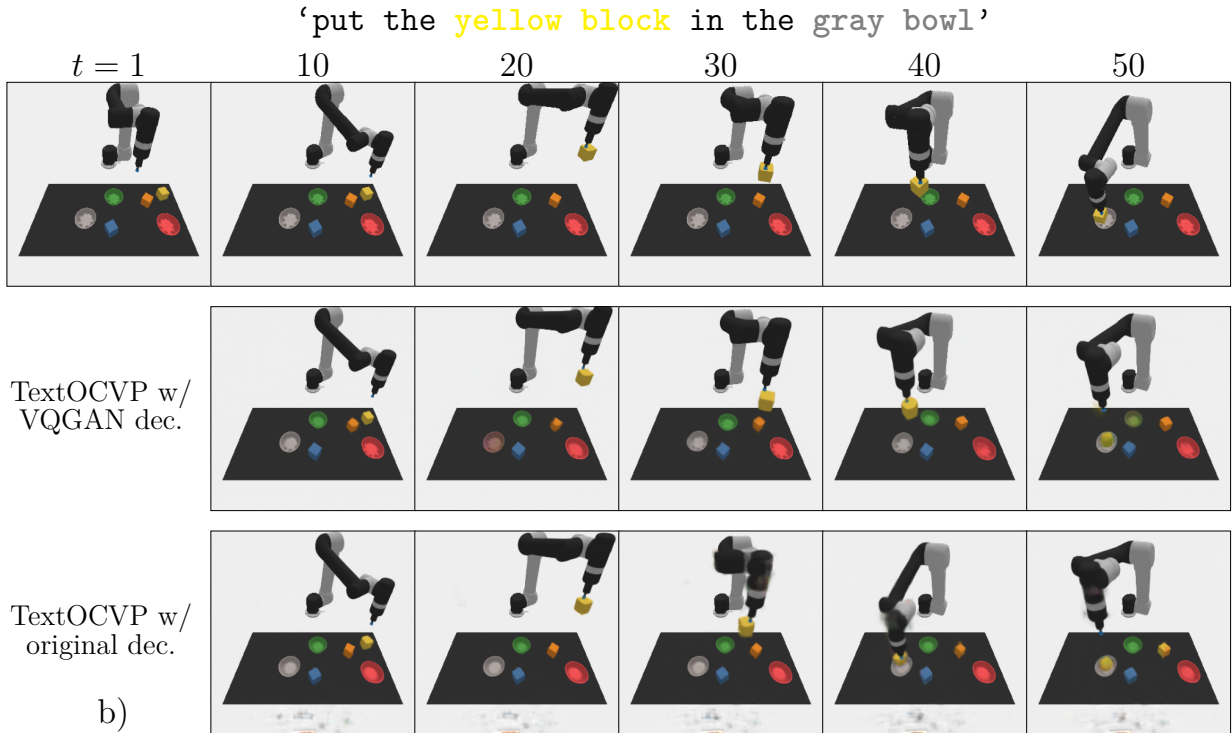 ‘put the yellow block in the gray bowl’
t = 1 10 20 30 40 50
TextOCVP w/
VQGAN dec.
TextOCVP w/
original dec.
b)